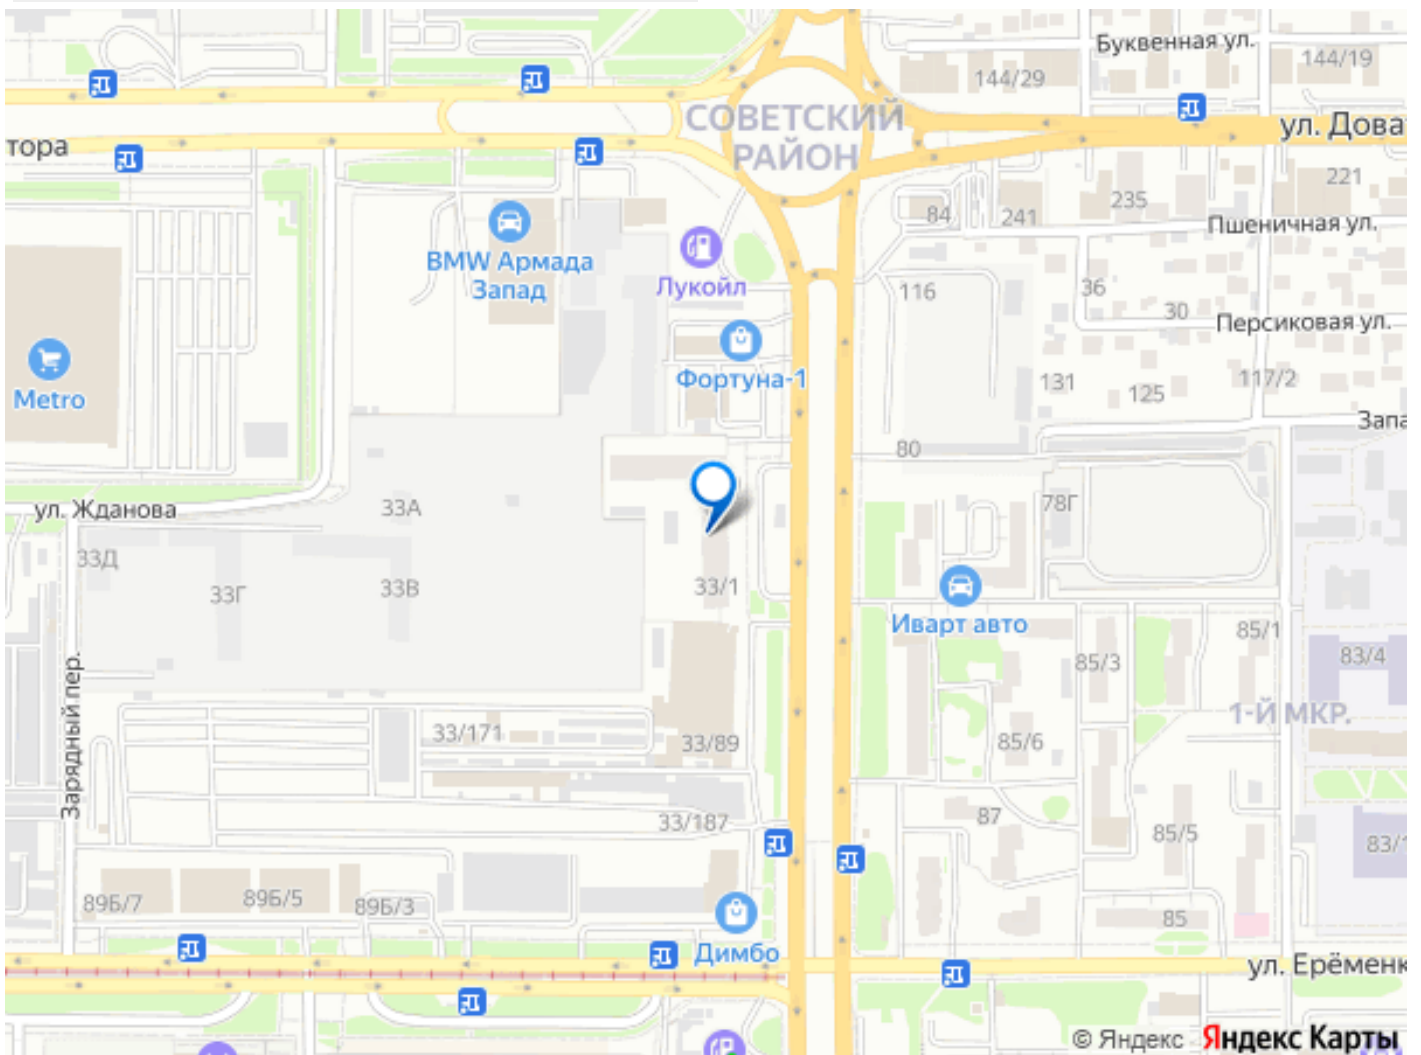 Буквенная ул.
144/19
144/29
СОВЕТСКИЙ
РАЙОН
ул. Дова
тора
221
235
84
241
Пшеничная ул.
BMW Армада
Запад
Лукойл
116
36
30
Персиковая ул.
Фортуна-1
Metro
131
125
117/2
Запа
80
33А
ул. Жданова
78Г
33Д
33Г
33В
33/1
Иварт авто
85/1
85/3
83/4
Зарядный пер.
1-Й МКР.
33/171
33/89
85/6
33/187
87
85/5
83/1
89Б/7
89Б/5
89Б/3
85
Димбо
ул. Ерёменк
© Яндекс Яндекс Карты